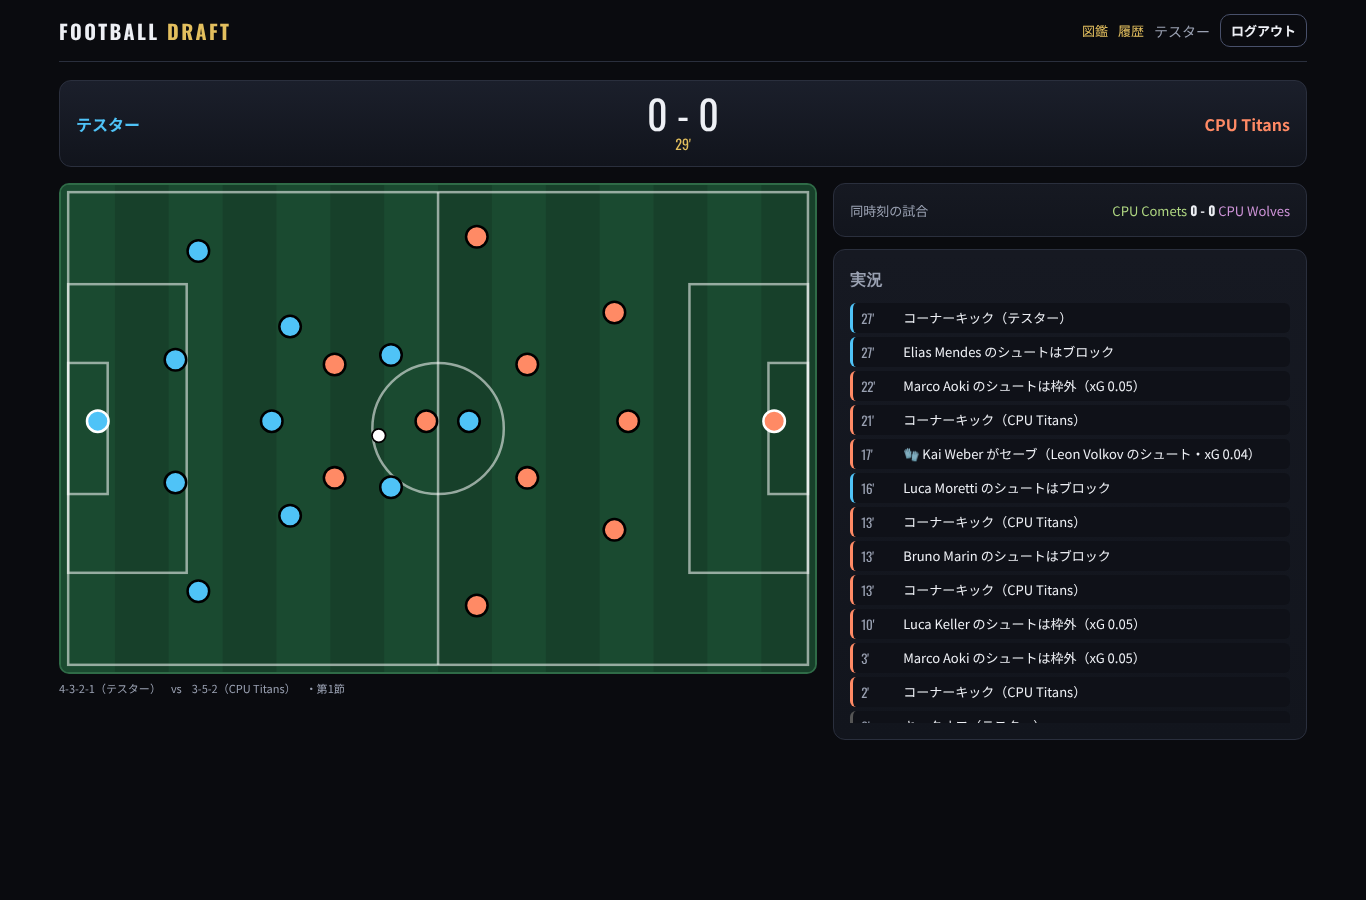 FOOTBALL DRAFT
図鑑 履歴 テスター ログアウト
テスター
0 - 0
29'
CPU Titans
同時刻の試合
CPU Comets 0 - 0 CPU Wolves
実況
27' コーナーキック（テスター）
27' Elias Mendes のシュートはブロック
22' Marco Aoki のシュートは枠外（xG 0.05）
21' コーナーキック（CPU Titans）
17' 🧤 Kai Weber がセーブ（Leon Volkov のシュート・xG 0.04）
16' Luca Moretti のシュートはブロック
13' コーナーキック（CPU Titans）
13' Bruno Marin のシュートはブロック
13' コーナーキック（CPU Titans）
10' Luca Keller のシュートは枠外（xG 0.05）
3' Marco Aoki のシュートは枠外（xG 0.05）
2' コーナーキック（CPU Titans）
4-3-2-1（テスター） vs 3-5-2（CPU Titans） ・第1節